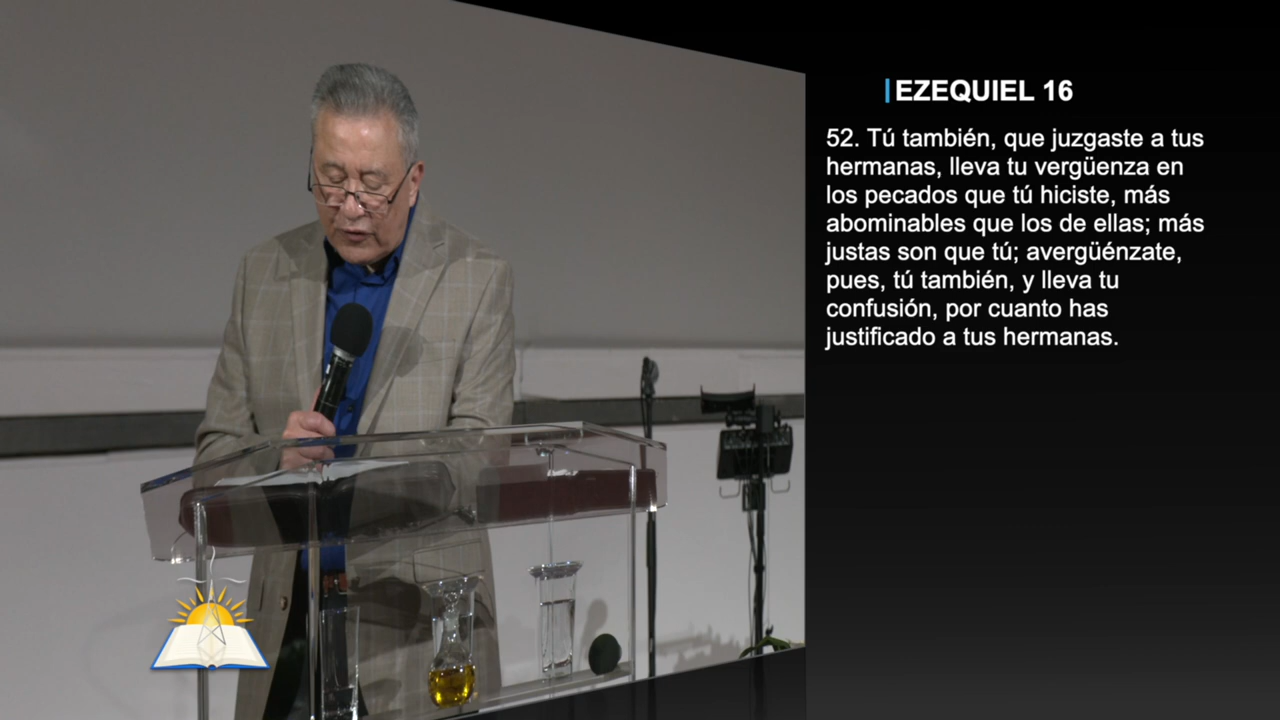 EZEQUIEL 16
52. Tú también, que juzgaste a tus
hermanas, lleva tu vergüenza en
los pecados que tú hiciste, más
abominables que los de ellas; más
justas son que tú; avergüénzate,
pues, tú también, y lleva tu
confusión, por cuanto has
justificado a tus hermanas.